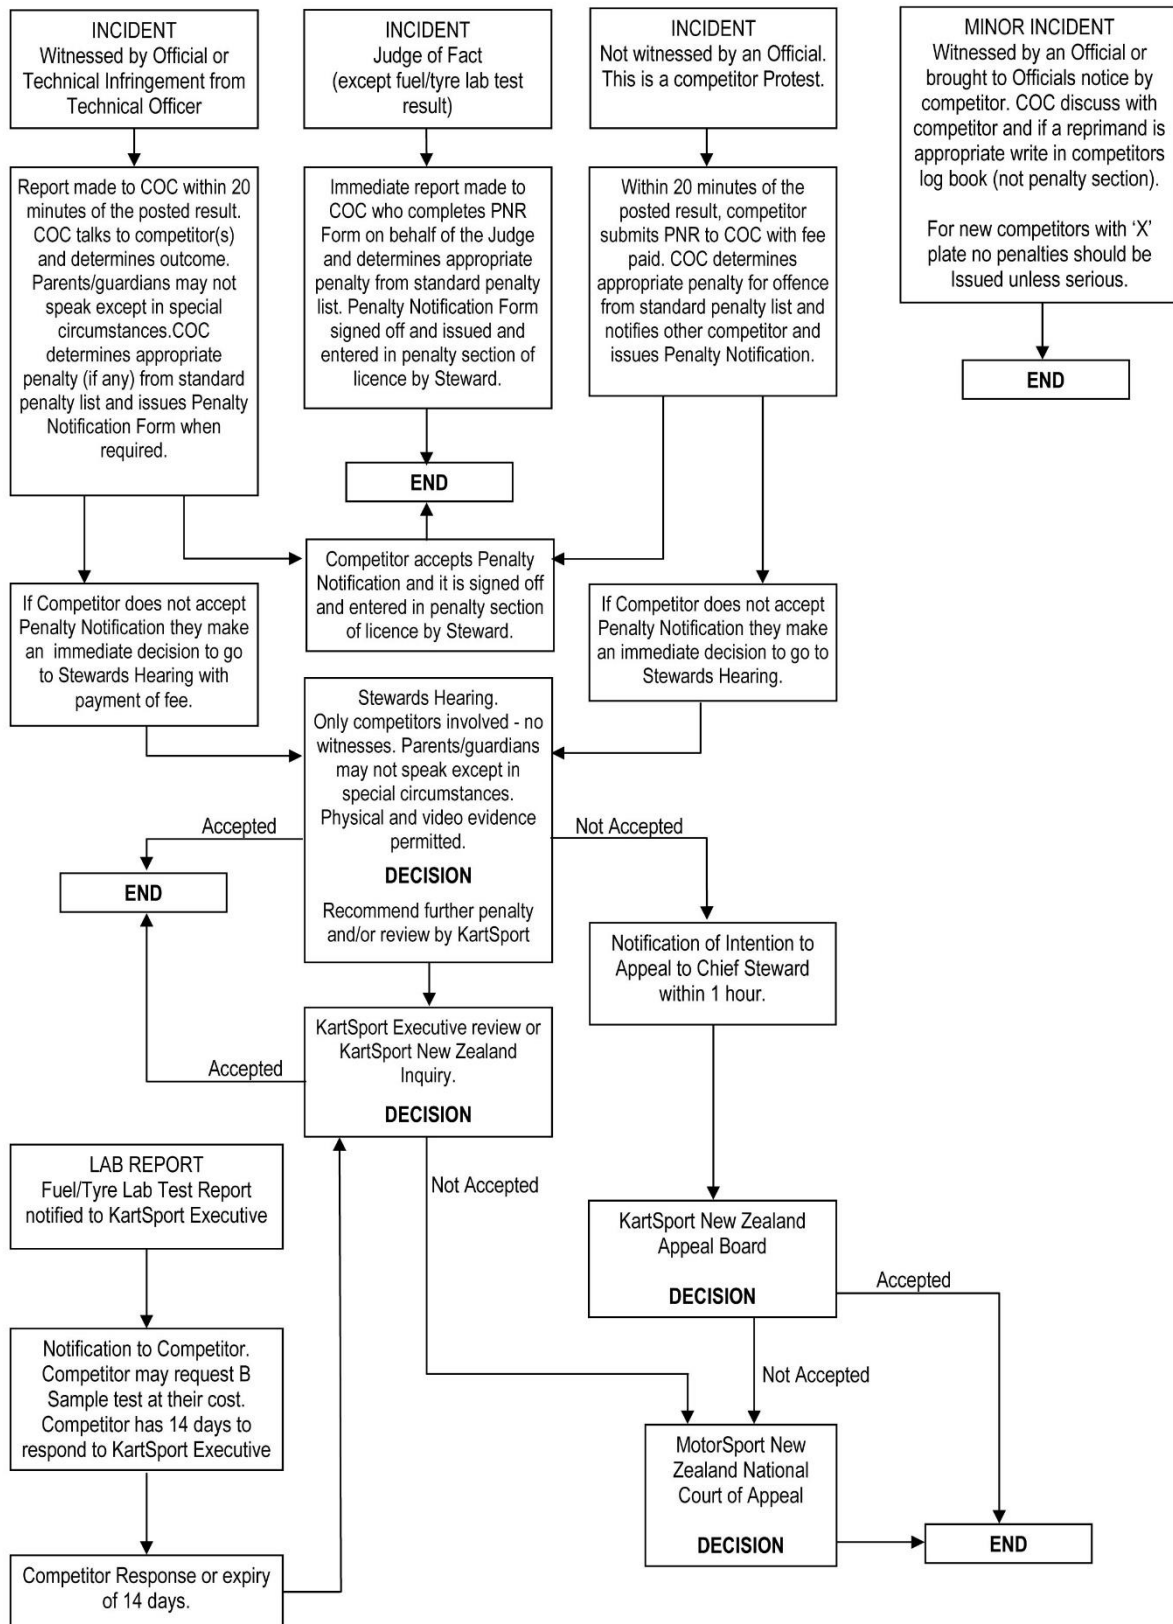 INCIDENT
Witnessed by Official or
Technical Infringement from
Technical Officer
INCIDENT
Judge of Fact
(except fuel/tyre lab test
result)
INCIDENT
Not witnessed by an Official.
This is a competitor Protest.
MINOR INCIDENT
Witnessed by an Official or
brought to Officials notice by
competitor. COC discuss with
competitor and if a reprimand is
appropriate write in competitors
log book (not penalty section).
For new competitors with ‘X’
plate no penalties should be
Issued unless serious.
END
Report made to COC within 20
minutes of the posted result.
COC talks to competitor(s)
and determines outcome.
Parents/guardians may not
speak except in special
circumstances.COC
determines appropriate
penalty (if any) from standard
penalty list and issues Penalty
Notification Form when
required.
Immediate report made to
COC who completes PNR
Form on behalf of the Judge
and determines appropriate
penalty from standard penalty
list. Penalty Notification Form
signed off and issued and
entered in penalty section of
licence by Steward.
Within 20 minutes of the
posted result, competitor
submits PNR to COC with fee
paid. COC determines
appropriate penalty for offence
from standard penalty list and
notifies other competitor and
issues Penalty Notification.
END
Competitor accepts Penalty
Notification and it is signed off
and entered in penalty section
of licence by Steward.
If Competitor does not accept
Penalty Notification they make
an immediate decision to go
to Stewards Hearing with
payment of fee.
If Competitor does not accept
Penalty Notification they make
an immediate decision to go to
Stewards Hearing.
Stewards Hearing.
Only competitors involved - no
witnesses. Parents/guardians
may not speak except in
special circumstances.
Physical and video evidence
permitted.
DECISION
Recommend further penalty
and/or review by KartSport
Accepted
Not Accepted
END
Notification of Intention to
Appeal to Chief Steward
within 1 hour.
KartSport Executive review or
KartSport New Zealand
Inquiry.
DECISION
Accepted
Not Accepted
LAB REPORT
Fuel/Tyre Lab Test Report
notified to KartSport Executive
KartSport New Zealand
Appeal Board
DECISION
Accepted
Not Accepted
Notification to Competitor.
Competitor may request B
Sample test at their cost.
Competitor has 14 days to
respond to KartSport Executive
MotorSport New
Zealand National
Court of Appeal
DECISION
END
Competitor Response or expiry
of 14 days.